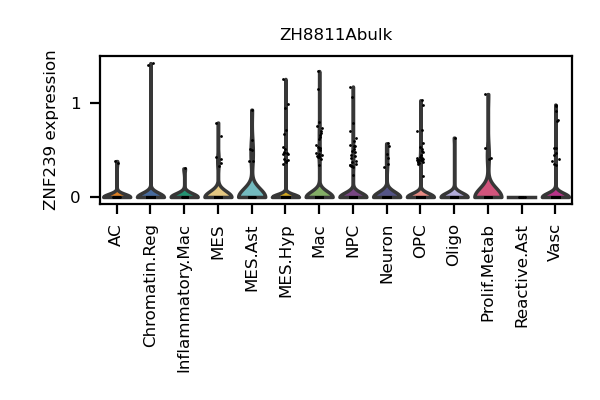 ZH8811Abulk
ZNF239 expression
1
0
AC
Chromatin.Reg
Inflammatory.Mac
MES
MES.Ast
MES.Hyp
Mac
NPC
Neuron
OPC
Oligo
Prolif.Metab
Reactive.Ast
Vasc